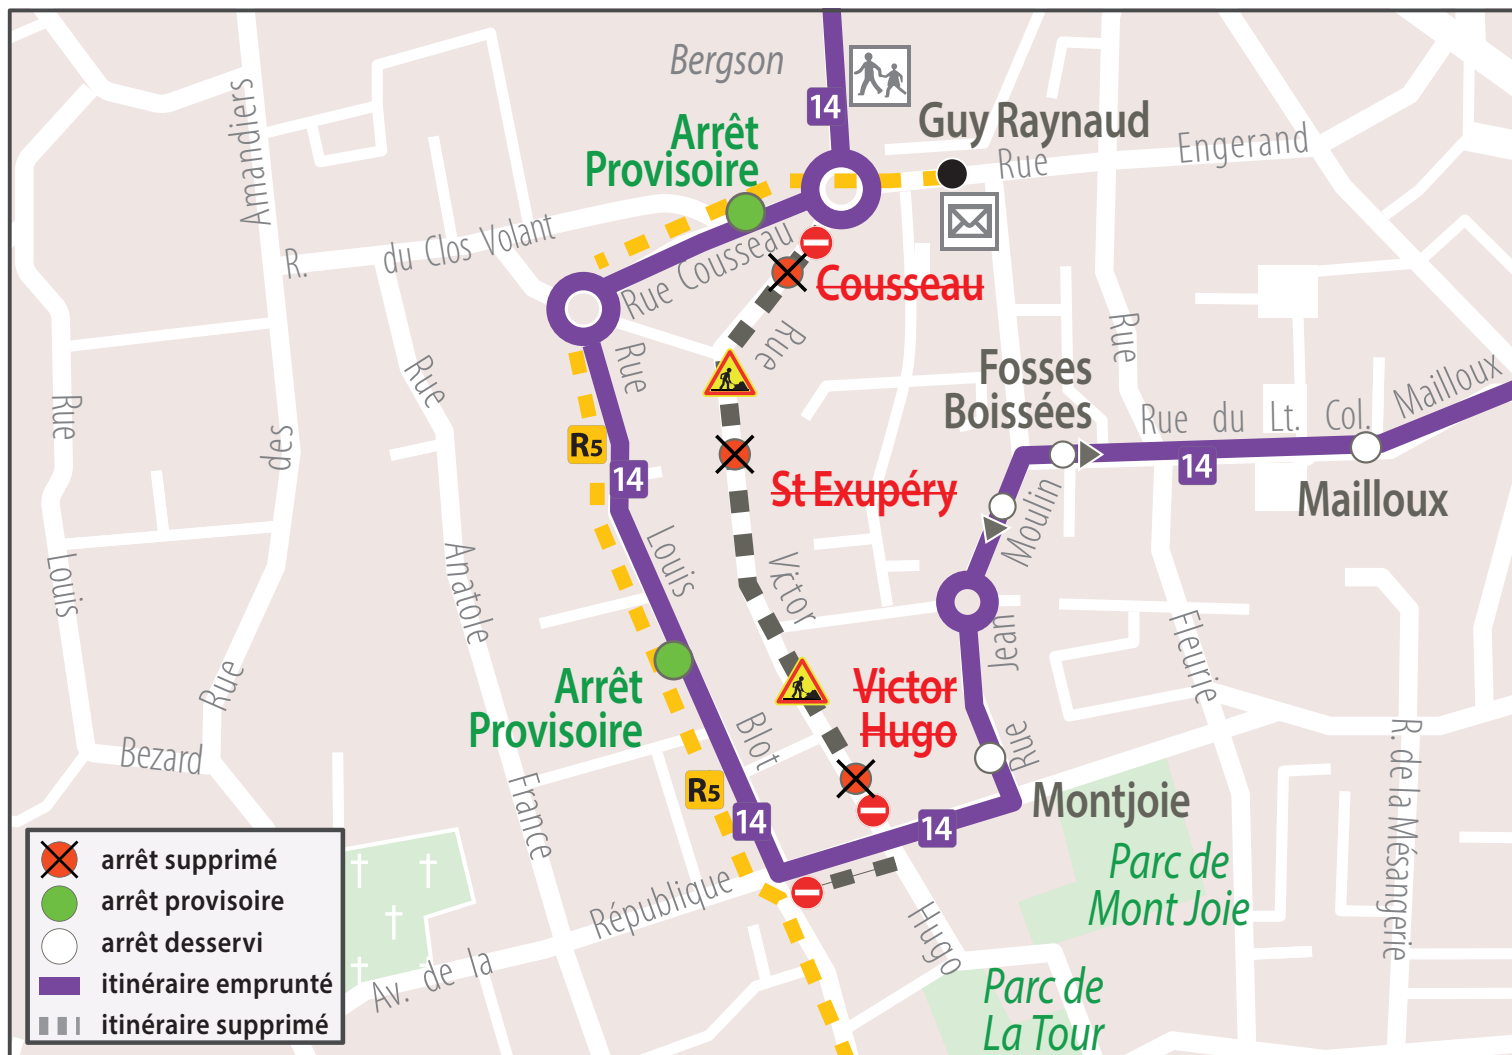 Bergson
14
Guy Raynaud
Arrêt
Provisoire
Rue
Engerand
Amandiers
des
R.
du Clos Volant
Rue Cousseau
Cousseau
Rue
Rue
Rue
Rue
Rue
Fosses
Boissées
Rue du Lt. Col. Mailloux
R5
14
14
Mailloux
St Exupéry
Moulin
Louis
Anatole
Louis
Victor
Jean
Fleurie
Rue
Arrêt
Provisoire
Victor
Hugo
Rue
Blot
Bezard
France
R5
14
14
Montjoie
R. de la Mésangerie
Parc de
Mont Joie
République
Av. de la
Hugo
Parc de
La Tour
arrêt supprimé
arrêt provisoire
arrêt desservi
itinéraire emprunté
itinéraire supprimé